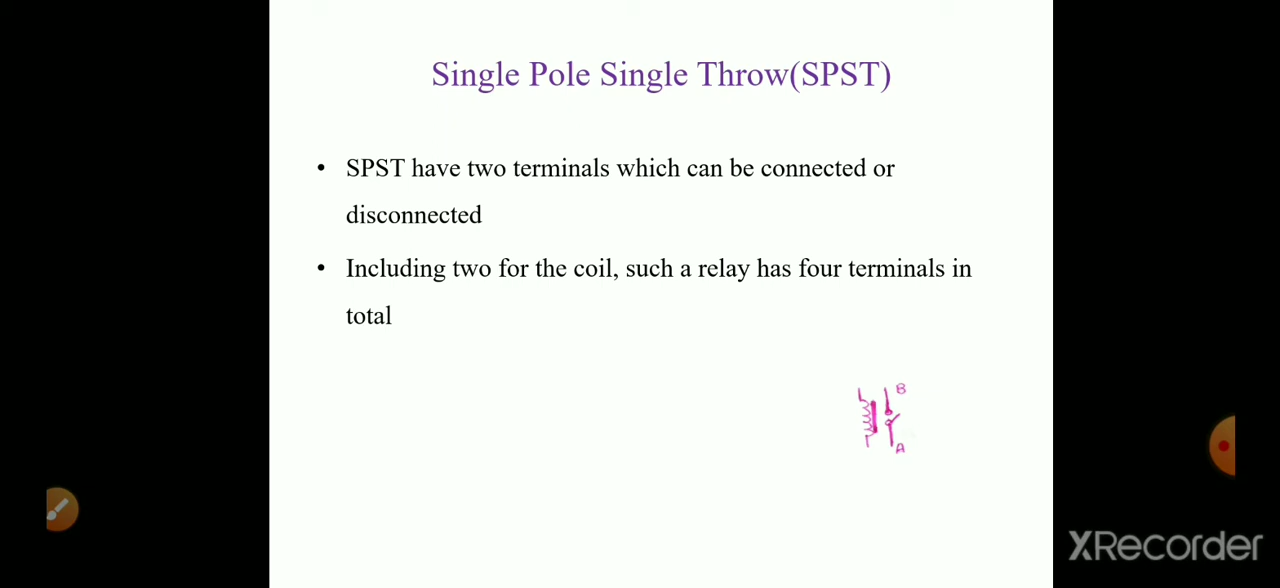 Single Pole Single Throw(SPST)
• SPST have two terminals which can be connected or
disconnected
• Including two for the coil, such a relay has four terminals in
total
B
A
XRecorder